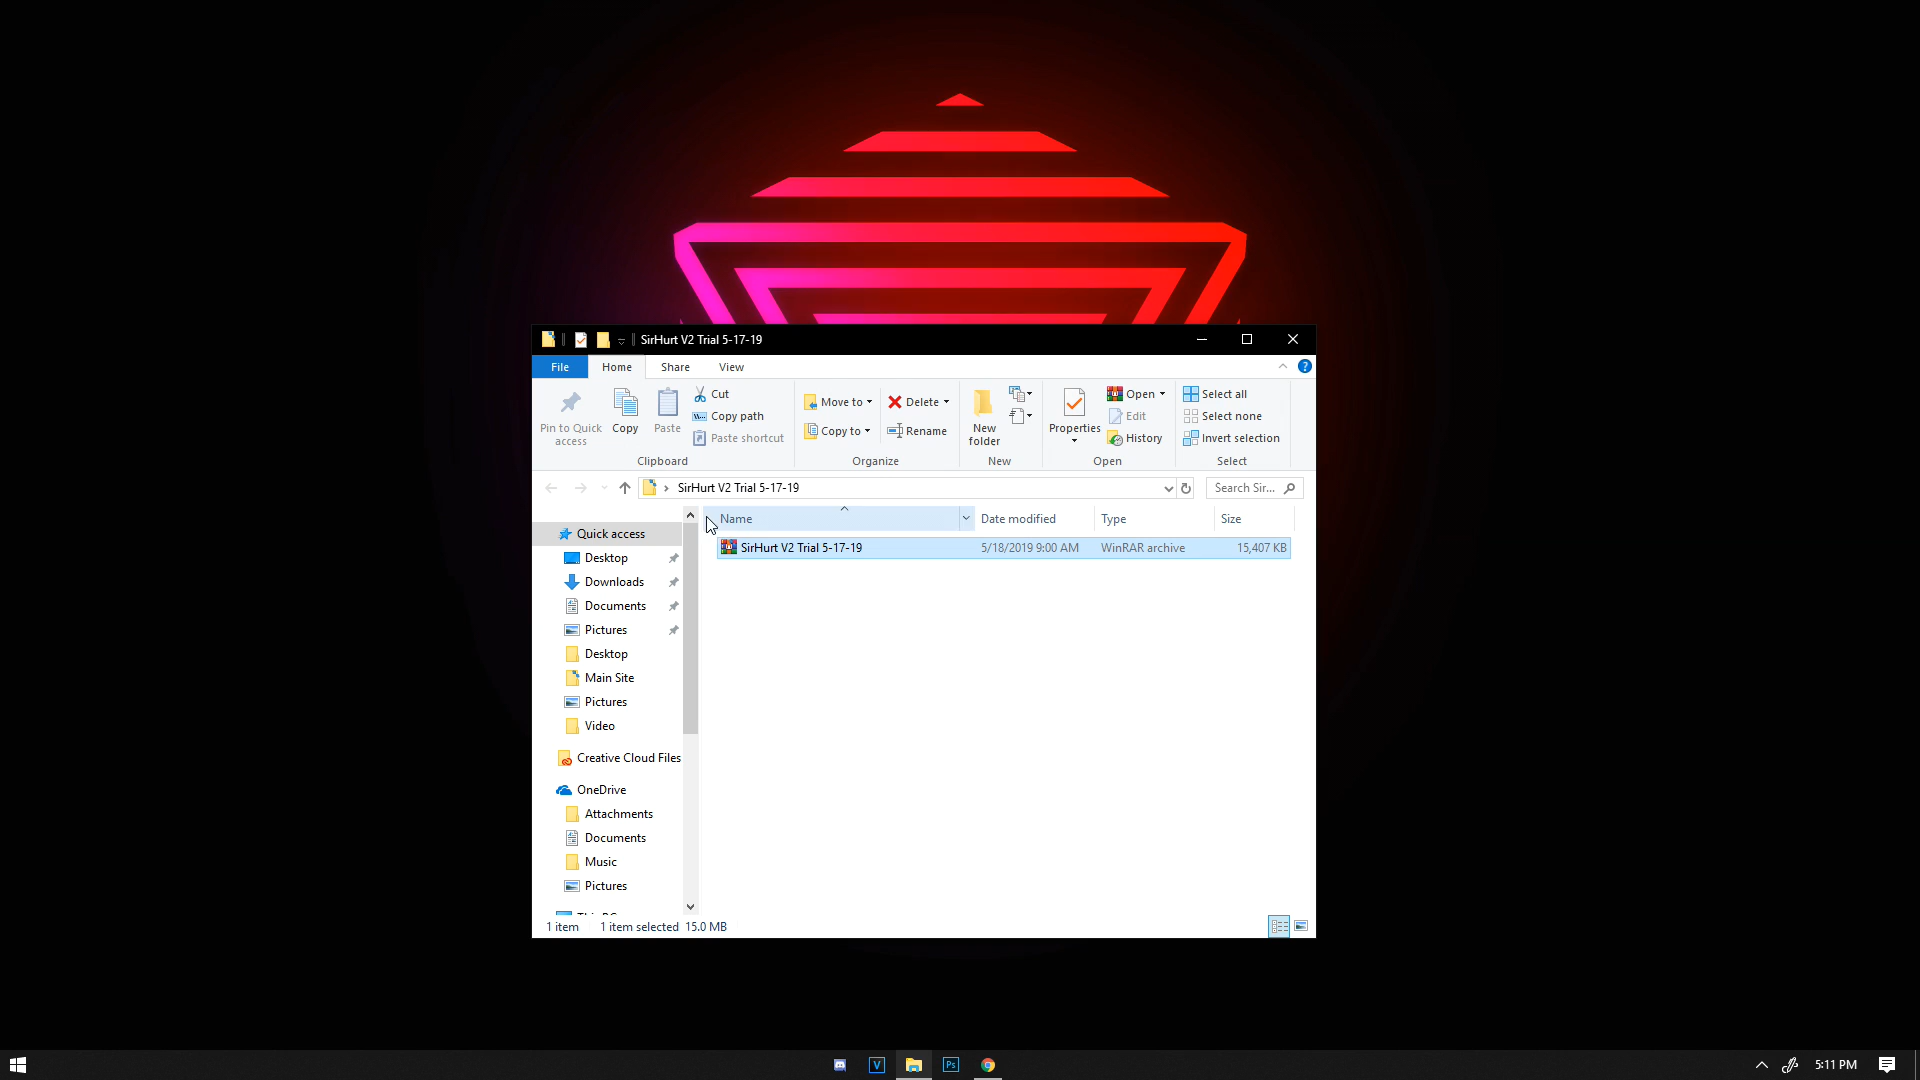 SirHurt V2 Trial 5-17-19
File Home Share View ?
Pin to Quick access
Copy
Paste
Cut
Copy path
Paste shortcut
Clipboard
Move to
Copy to
Delete
Rename
Organize
New folder
New
Properties
Open
Edit
History
Open
Select all
Select none
Invert selection
Select
SirHurt V2 Trial 5-17-19
Search Sir...
Name Date modified Type Size
SirHurt V2 Trial 5-17-19 5/18/2019 9:00 AM WinRAR archive 15,407 KB
Quick access
Desktop
Downloads
Documents
Pictures
Desktop
Main Site
Pictures
Video
Creative Cloud Files
OneDrive
Attachments
Documents
Music
Pictures
1 item 1 item selected 15.0 MB
V Ps 5:11 PM